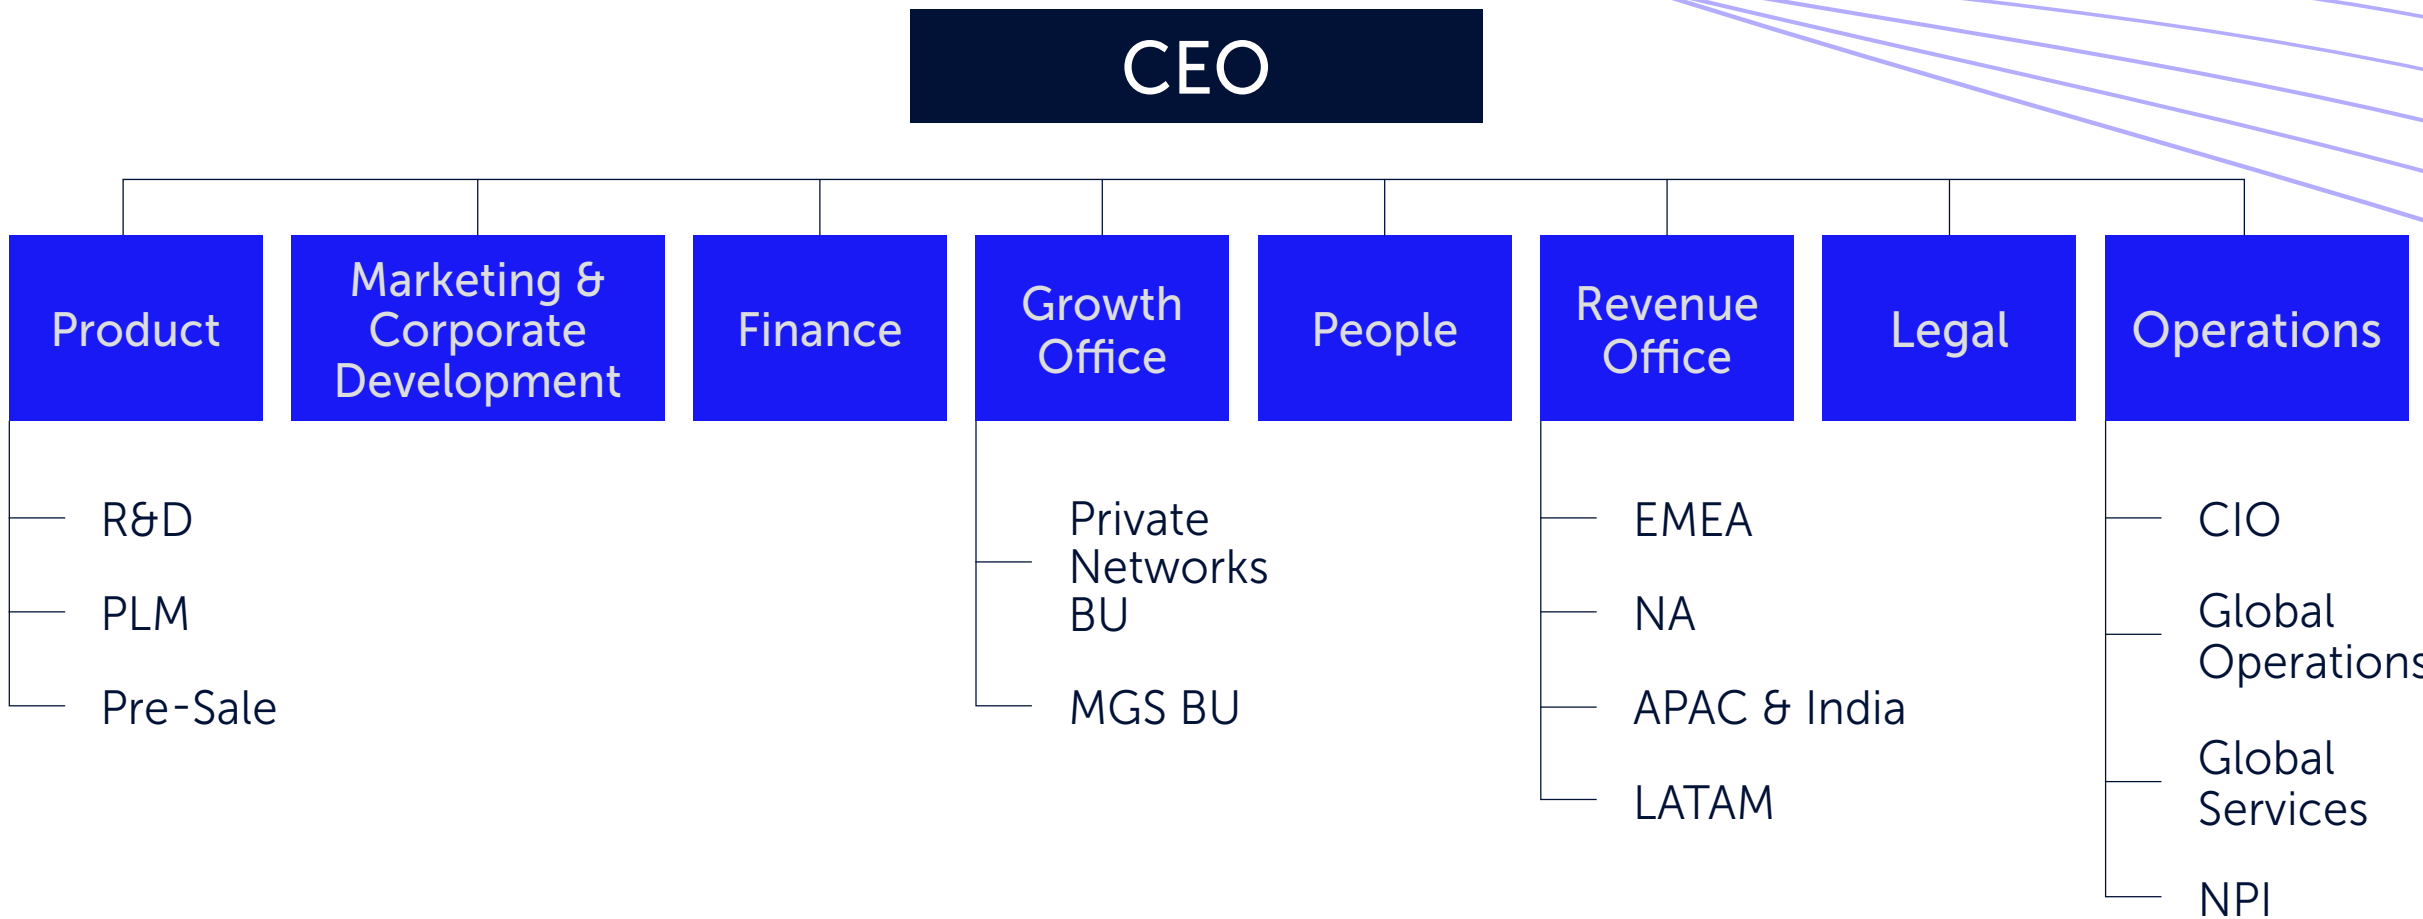 CEO
Product
Marketing &
Corporate
Development
Finance
Growth
Office
People
Revenue
Office
Legal
Operations
R&D
PLM
Pre-Sale
Private
Networks
BU
MGS BU
EMEA
NA
APAC & India
LATAM
CIO
Global
Operations
Global
Services
NPI